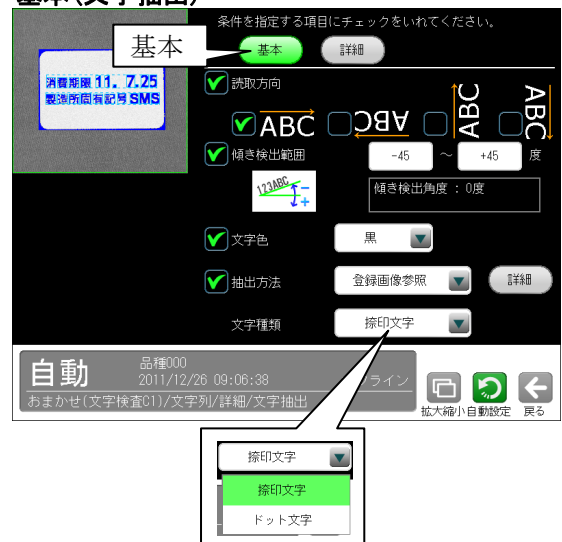 基本(文字抽出)
条件を指定する項目にチェックをいれてください。
基本
基本
詳細
消費期限 11. 7.25
製造所固有記号 SMS
読取方向
ABC
ABC
ABC
ABC
傾き検出範囲
-45
～
+45
度
123ABC
－
＋
傾き検出角度 : 0度
文字色
黒
抽出方法
登録画像参照
詳細
文字種類
捺印文字
自動
品種000
2011/12/26 09:06:38
ライン
おまかせ(文字検査C1)/文字列/詳細/文字抽出
拡大縮小
自動設定
戻る
捺印文字
捺印文字
ドット文字